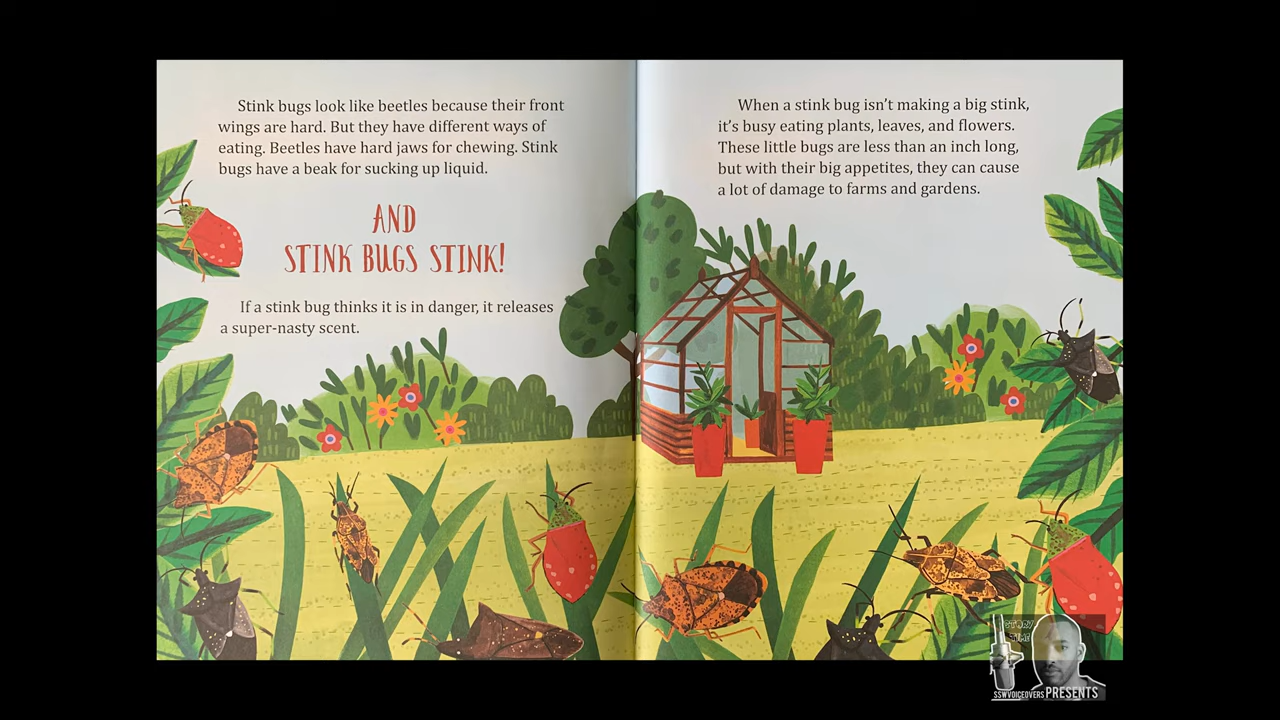 Stink bugs look like beetles because their front
wings are hard. But they have different ways of
eating. Beetles have hard jaws for chewing. Stink
bugs have a beak for sucking up liquid.
AND
STINK BUGS STINK!
If a stink bug thinks it is in danger, it releases
a super-nasty scent.
When a stink bug isn't making a big stink,
it's busy eating plants, leaves, and flowers.
These little bugs are less than an inch long,
but with their big appetites, they can cause
a lot of damage to farms and gardens.
STORY
TIME
SSWVOICEOVERS PRESENTS